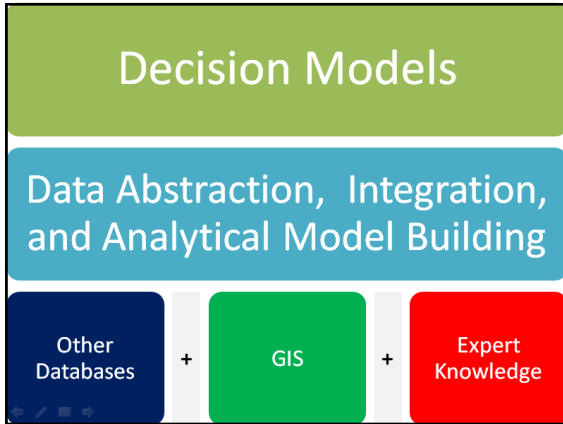 Decision Models
Data Abstraction,  Integration,
and Analytical Model Building
Other
Databases
+
GIS
+
Expert
Knowledge